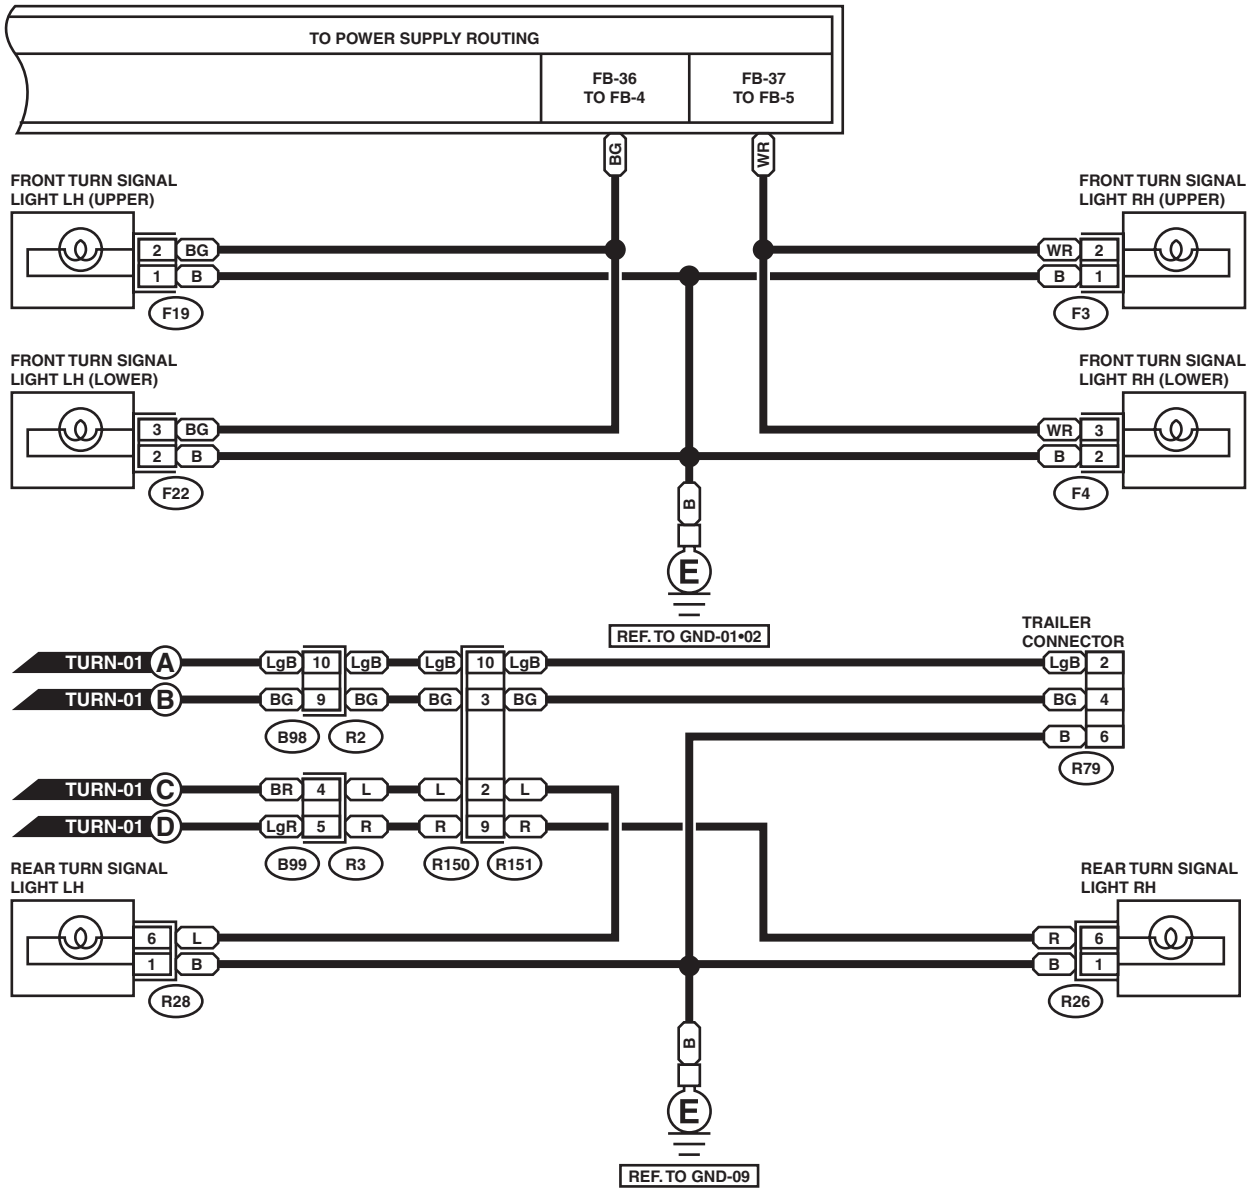 TO POWER SUPPLY ROUTING
FB-36
TO FB-4
FB-37
TO FB-5
BG
WR
FRONT TURN SIGNAL
LIGHT LH (UPPER)
2 BG
1 B
F19
FRONT TURN SIGNAL
LIGHT RH (UPPER)
WR 2
B 1
F3
FRONT TURN SIGNAL
LIGHT LH (LOWER)
3 BG
2 B
F22
FRONT TURN SIGNAL
LIGHT RH (LOWER)
WR 3
B 2
F4
B
E
REF. TO GND-01•02
TRAILER
CONNECTOR
TURN-01 A LgB 10 LgB LgB 10 LgB LgB 2
TURN-01 B BG 9 BG BG 3 BG BG 4
B98 R2
B 6
R79
TURN-01 C BR 4 L L 2 L
TURN-01 D LgR 5 R R 9 R
B99 R3 R150 R151
REAR TURN SIGNAL
LIGHT LH
6 L
1 B
R28
REAR TURN SIGNAL
LIGHT RH
R 6
B 1
R26
B
E
REF. TO GND-09